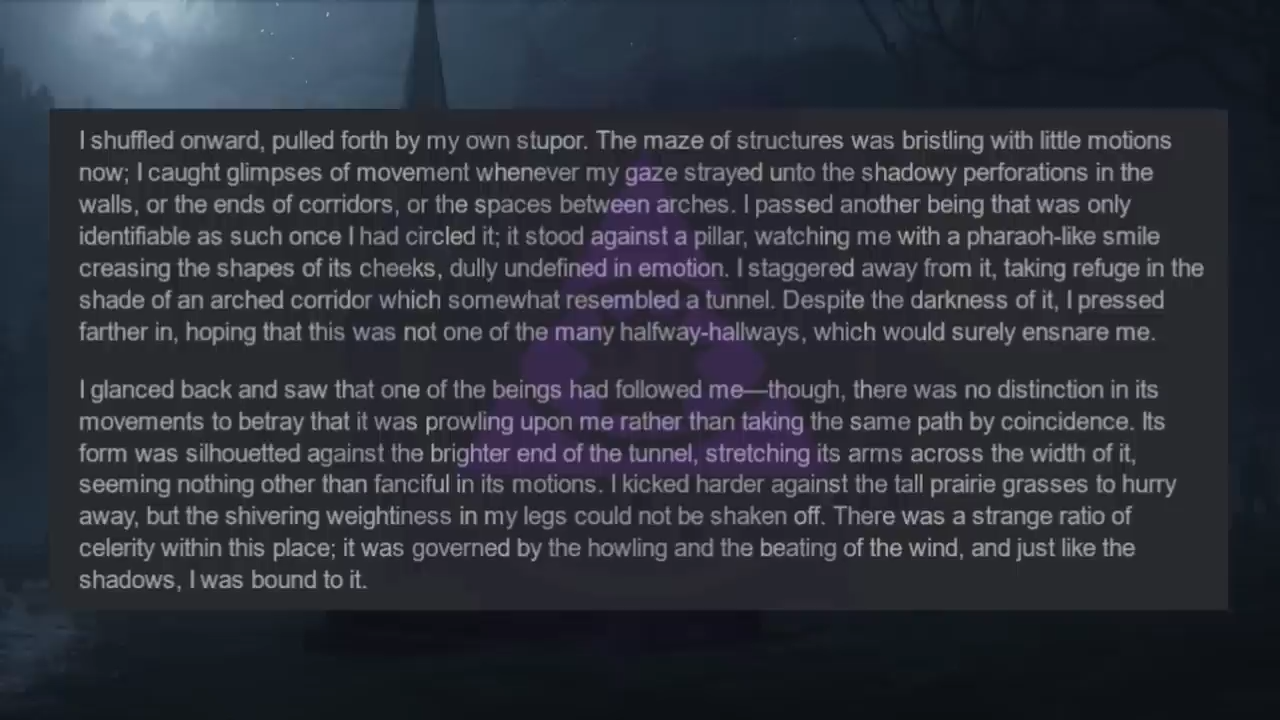 I shuffled onward, pulled forth by my own stupor. The maze of structures was bristling with little motions
now; I caught glimpses of movement whenever my gaze strayed unto the shadowy perforations in the
walls, or the ends of corridors, or the spaces between arches. I passed another being that was only
identifiable as such once I had circled it; it stood against a pillar, watching me with a pharaoh-like smile
creasing the shapes of its cheeks, dully undefined in emotion. I staggered away from it, taking refuge in the
shade of an arched corridor which somewhat resembled a tunnel. Despite the darkness of it, I pressed
farther in, hoping that this was not one of the many halfway-hallways, which would surely ensnare me.
I glanced back and saw that one of the beings had followed me—though, there was no distinction in its
movements to betray that it was prowling upon me rather than taking the same path by coincidence. Its
form was silhouetted against the brighter end of the tunnel, stretching its arms across the width of it,
seeming nothing other than fanciful in its motions. I kicked harder against the tall prairie grasses to hurry
away, but the shivering weightiness in my legs could not be shaken off. There was a strange ratio of
celerity within this place; it was governed by the howling and the beating of the wind, and just like the
shadows, I was bound to it.